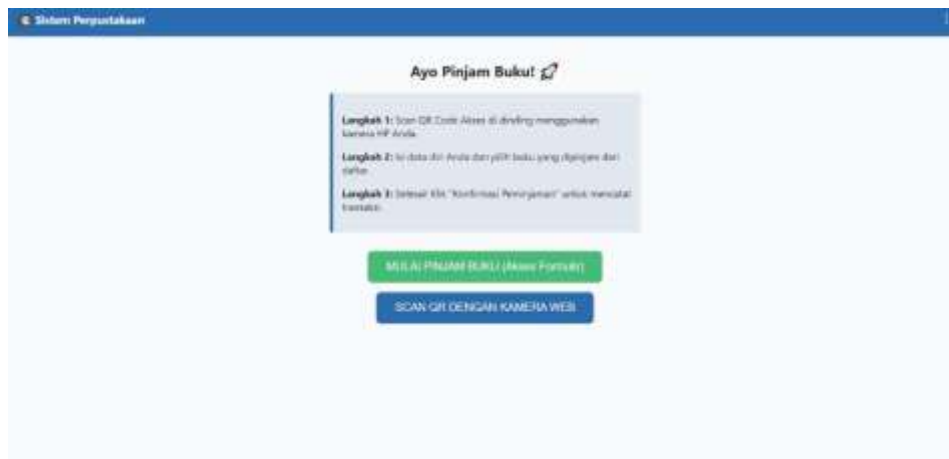 Sistem Perpustakaan
Ayo Pinjam Buku! 🚀
Langkah 1: Scan QR Code Akses di dinding menggunakan
kamera HP Anda.
Langkah 2: Isi data diri Anda dan pilih buku yang dipinjam dari
daftar.
Langkah 3: Selesai! Klik "Konfirmasi Peminjaman" untuk mencatat
transaksi.
MULAI PINJAM BUKU (Akses Formulir)
SCAN QR DENGAN KAMERA WEB